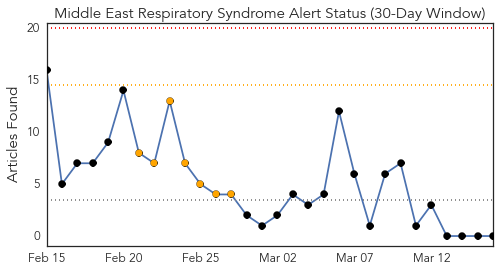 Middle East Respiratory Syndrome Alert Status (30-Day Window)
Articles Found
20
15
10
5
0
Feb 15 Feb 20 Feb 25 Mar 02 Mar 07 Mar 12